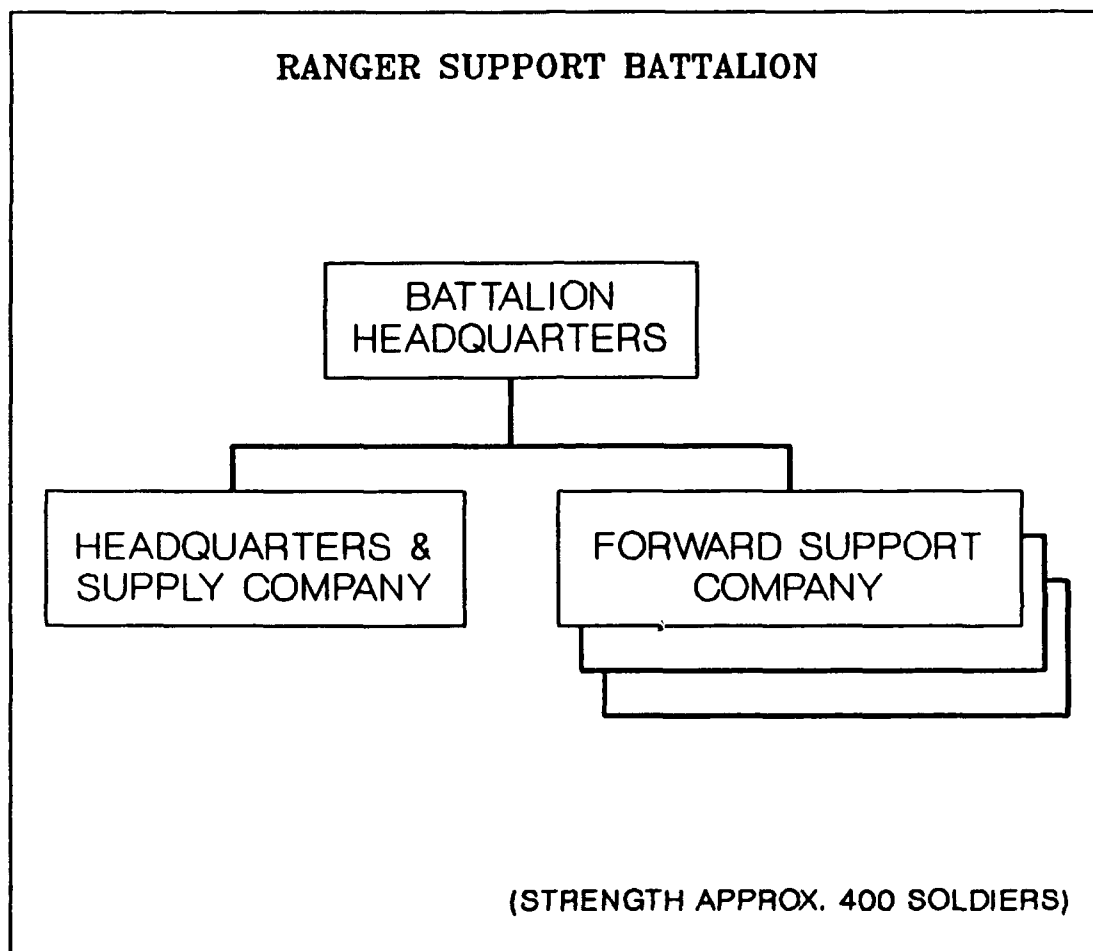 RANGER SUPPORT BATTALION
BATTALION
HEADQUARTERS
HEADQUARTERS &
SUPPLY COMPANY
FORWARD SUPPORT
COMPANY
(STRENGTH APPROX. 400 SOLDIERS)